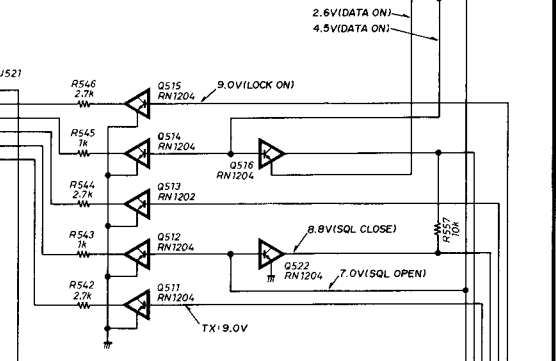 2.6V(DATA ON)
4.5V(DATA ON)
J521
R546
2.7k
Q515
RN1204
9.0V(LOCK ON)
R545
1k
Q514
RN1204
Q516
RN1204
R544
2.7k
Q513
RN1202
R543
1k
Q512
RN1204
8.8V(SQL CLOSE)
R557
10k
Q522
RN1204
7.0V(SQL OPEN)
R542
2.7k
Q511
RN1204
TX:9.0V